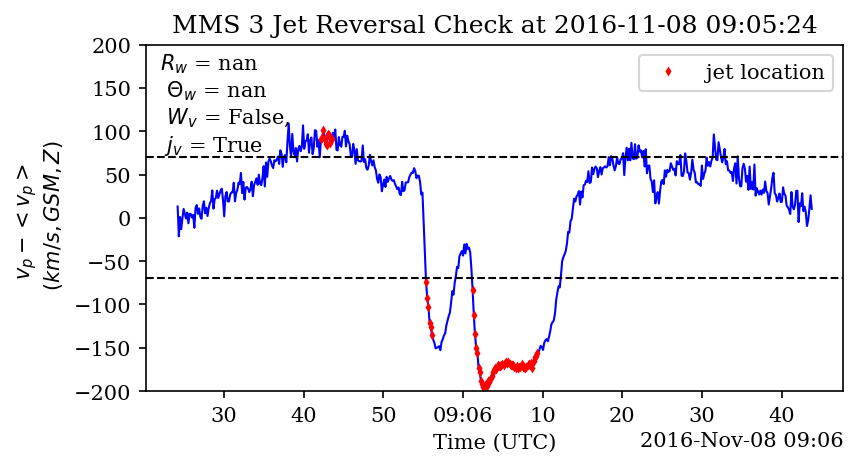 MMS 3 Jet Reversal Check at 2016-11-08 09:05:24
R_w = nan
Θ_w = nan
W_v = False,
j_v = True
jet location
200
150
100
50
0
−50
−100
−150
−200
v_p − < v_p >
(km/s, GSM, Z)
30 40 50 09:06 10 20 30 40
Time (UTC)
2016-Nov-08 09:06